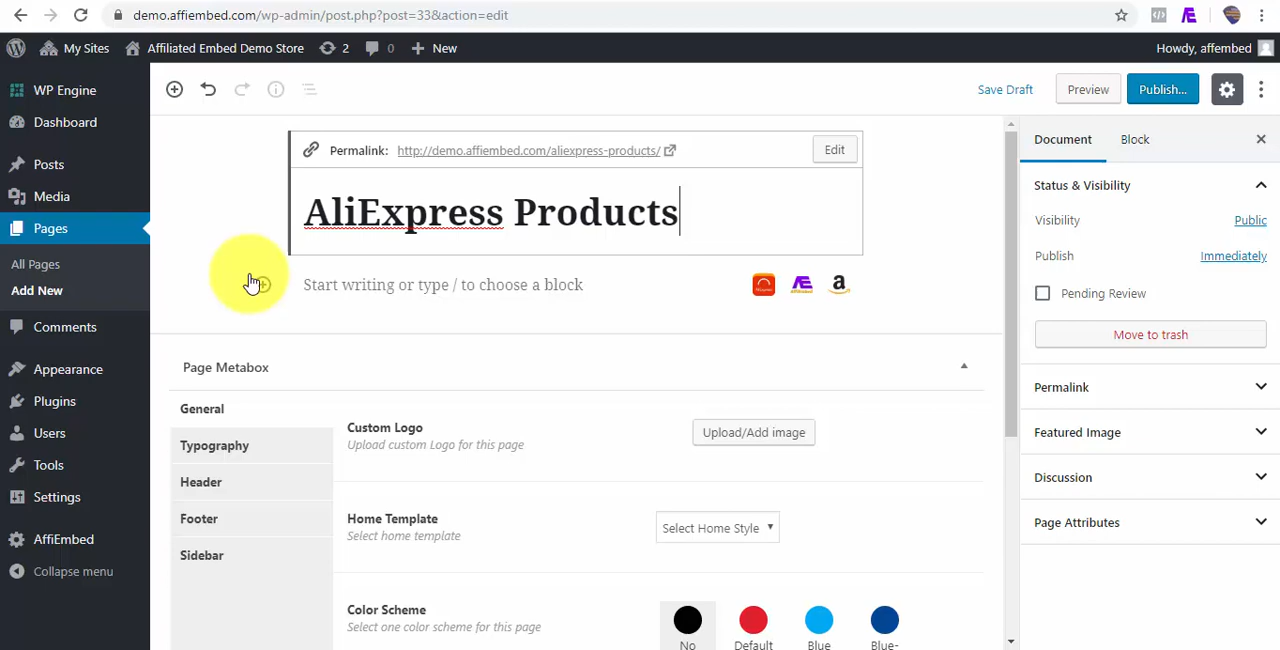 demo.affiembed.com/wp-admin/post.php?post=33&action=edit
My Sites Affiliated Embed Demo Store 2 0 New Howdy, affembed
WP Engine
Dashboard
Posts
Media
Pages
All Pages
Add New
Comments
Appearance
Plugins
Users
Tools
Settings
AffiEmbed
Collapse menu
Save Draft Preview Publish...
Permalink: http://demo.affiembed.com/aliexpress-products/ Edit
AliExpress Products
Start writing or type / to choose a block
Page Metabox
General
Typography
Header
Footer
Sidebar
Custom Logo
Upload custom Logo for this page
Upload/Add image
Home Template
Select home template
Select Home Style
Color Scheme
Select one color scheme for this page
No Default Blue Blue-
Document Block
Status & Visibility
Visibility Public
Publish Immediately
Pending Review
Move to trash
Permalink
Featured Image
Discussion
Page Attributes